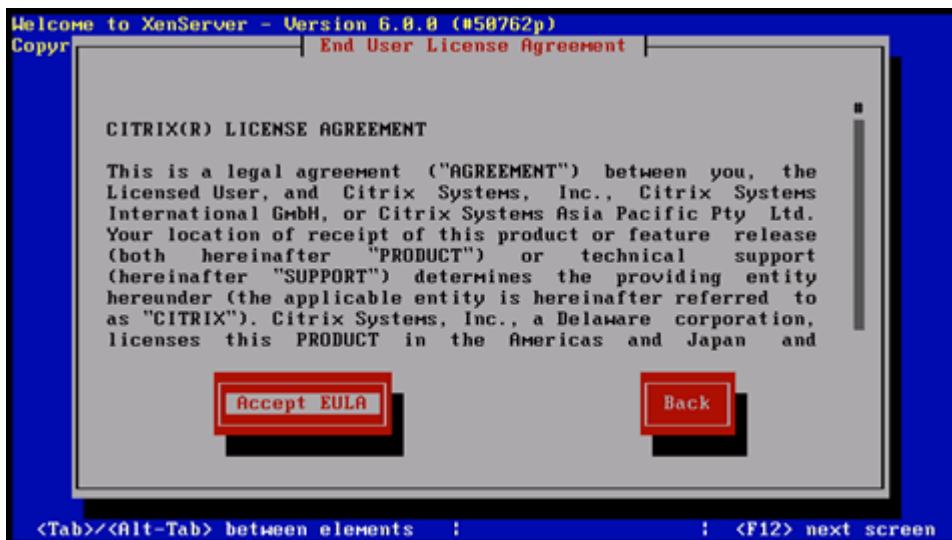 Welcome to XenServer - Version 6.0.0 (#50762p)
Copyr
End User License Agreement
CITRIX(R) LICENSE AGREEMENT
This is a legal agreement ("AGREEMENT") between you, the
Licensed User, and Citrix Systems, Inc., Citrix Systems
International GmbH, or Citrix Systems Asia Pacific Pty Ltd.
Your location of receipt of this product or feature release
(both hereinafter "PRODUCT") or technical support
(hereinafter "SUPPORT") determines the providing entity
hereunder (the applicable entity is hereinafter referred to
as "CITRIX"). Citrix Systems, Inc., a Delaware corporation,
licenses this PRODUCT in the Americas and Japan and
Accept EULA Back
<Tab>/<Alt-Tab> between elements | | <F12> next screen